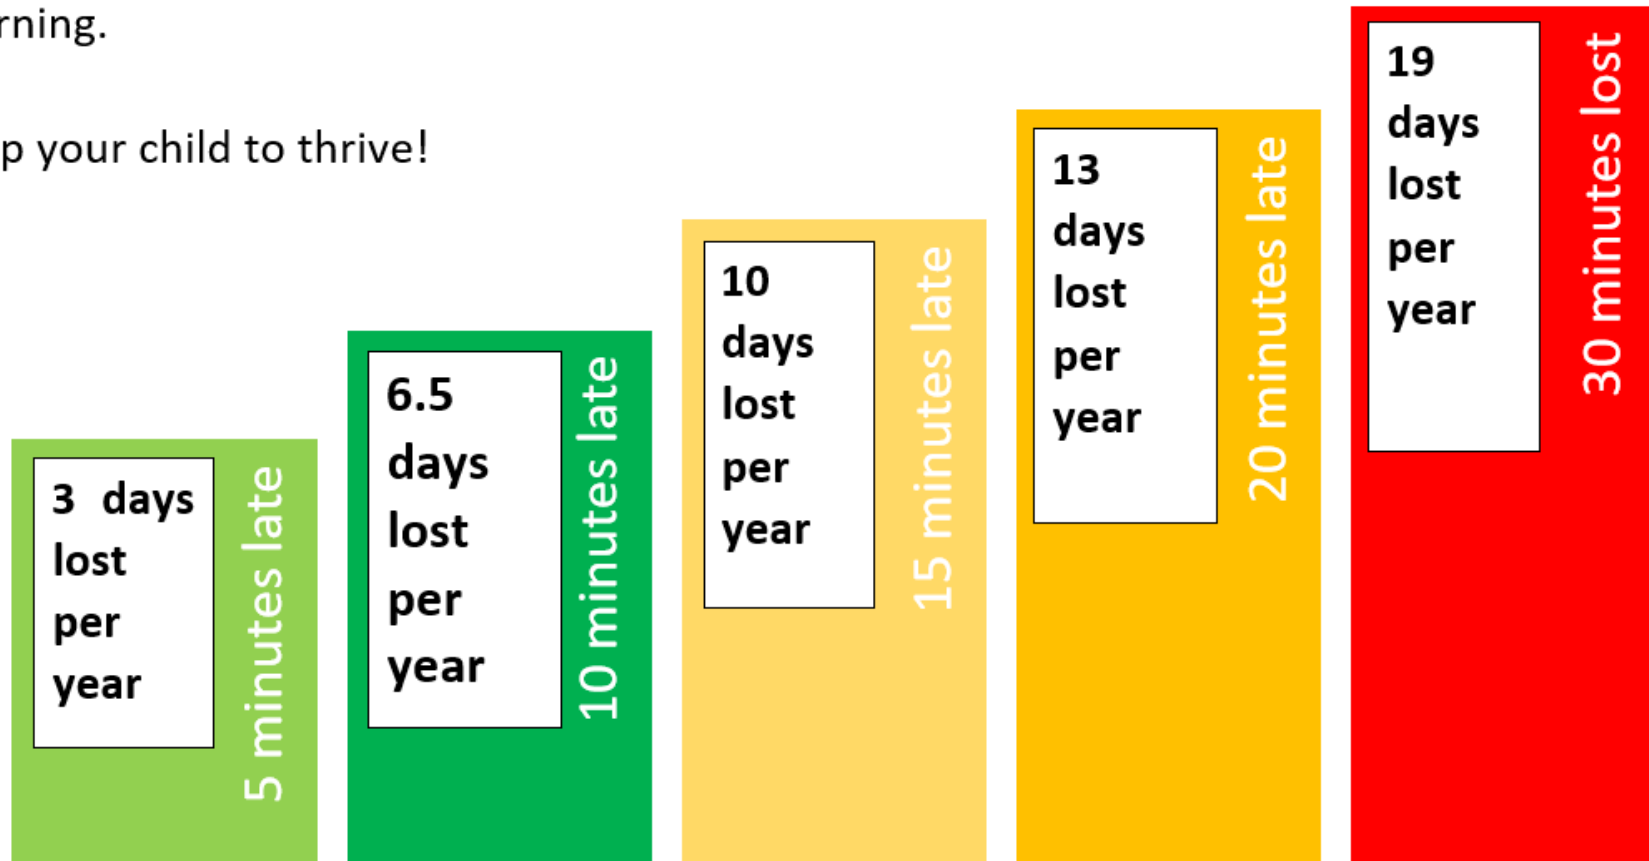 rning.
p your child to thrive!
3 days
lost
per
year
5 minutes late
6.5
days
lost
per
year
10 minutes late
10
days
lost
per
year
15 minutes late
13
days
lost
per
year
20 minutes late
19
days
lost
per
year
30 minutes lost